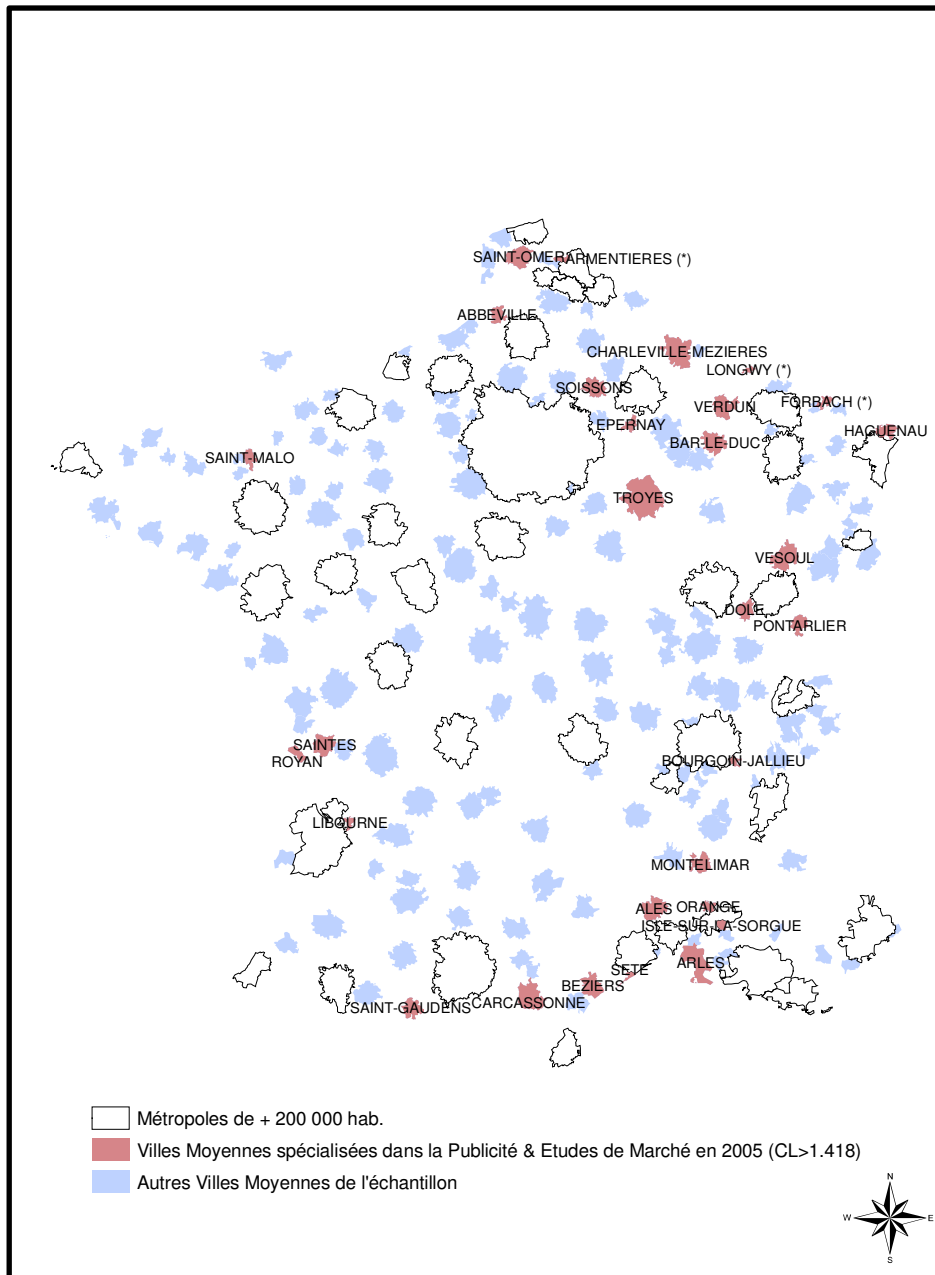 SAINT-OMER
ARMENTIERES (*)
ABBEVILLE
CHARLEVILLE-MEZIERES
LONGWY (*)
SOISSONS
FORBACH (*)
VERDUN
EPERNAY
HAGUENAU
BAR-LE-DUC
SAINT-MALO
TROYES
VESOUL
DOLE
PONTARLIER
SAINTES
ROYAN
BOURGOIN-JALLIEU
LIBOURNE
MONTELIMAR
ALES
ORANGE
ISLE-SUR-LA-SORGUE
ARLES
SETE
BEZIERS
CARCASSONNE
SAINT-GAUDENS
Métropoles de + 200 000 hab.
Villes Moyennes spécialisées dans la Publicité & Etudes de Marché en 2005 (CL>1.418)
Autres Villes Moyennes de l'échantillon
N
W
E
S